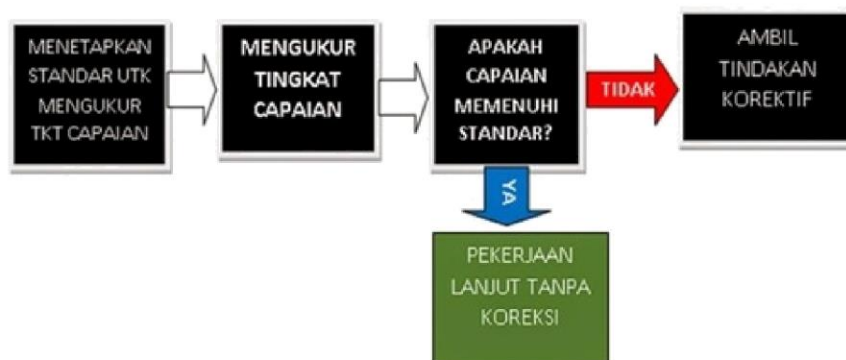 MENETAPKAN
STANDAR UTK
MENGUKUR
TKT CAPAIAN
MENGUKUR
TINGKAT
CAPAIAN
APAKAH
CAPAIAN
MEMENUHI
STANDAR?
TIDAK
AMBIL
TINDAKAN
KOREKTIF
YA
PEKERJAAN
LANJUT TANPA
KOREKSI